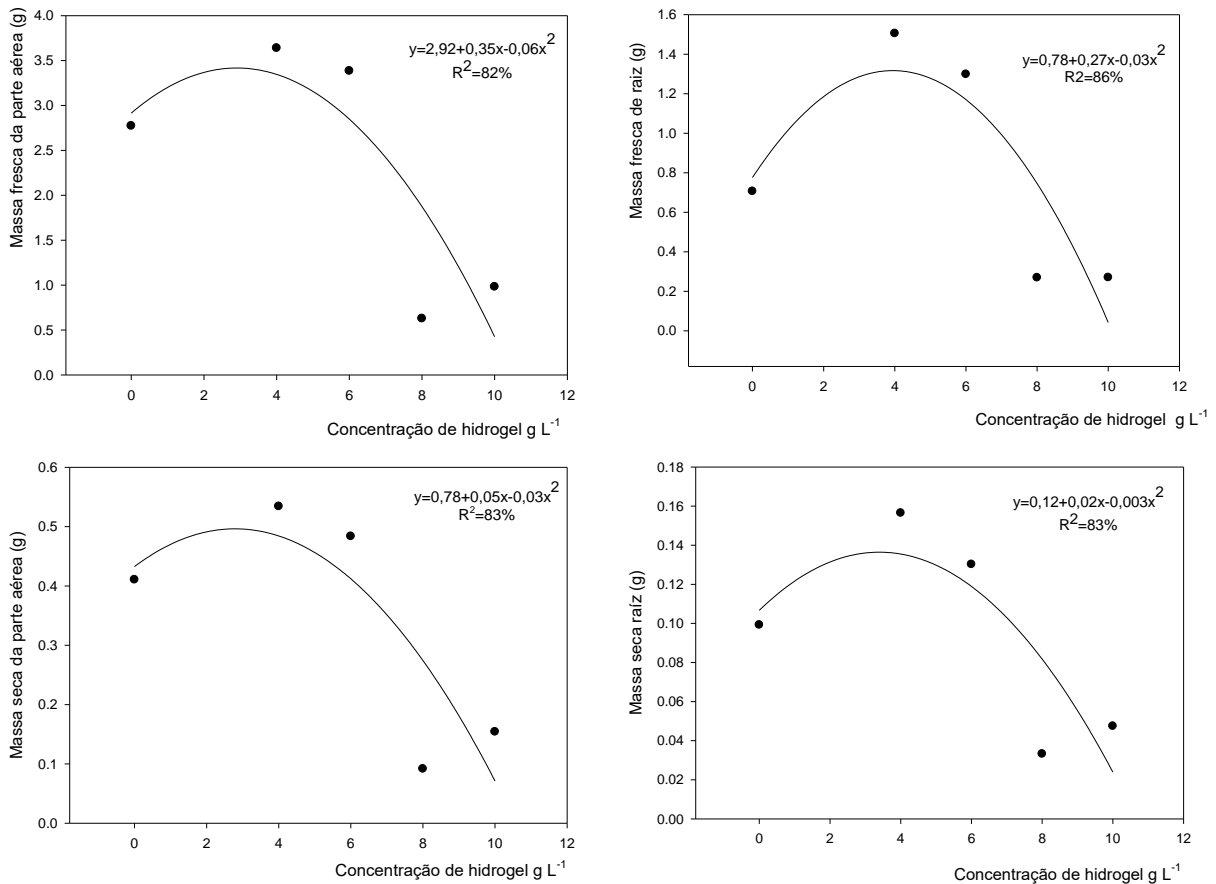 4.0
3.5
3.0
2.5
2.0
1.5
1.0
0.5
0.0
Massa fresca da parte aérea (g)
y=2,92+0,35x-0,06x²
R²=82%
0 2 4 6 8 10 12
Concentração de hidrogel g L⁻¹
1.6
1.4
1.2
1.0
0.8
0.6
0.4
0.2
0.0
Massa fresca de raiz (g)
y=0,78+0,27x-0,03x²
R2=86%
0 2 4 6 8 10 12
Concentração de hidrogel g L⁻¹
0.6
0.5
0.4
0.3
0.2
0.1
0.0
Massa seca da parte aérea (g)
y=0,78+0,05x-0,03x²
R²=83%
0 2 4 6 8 10 12
Concentração de hidrogel g L⁻¹
0.18
0.16
0.14
0.12
0.10
0.08
0.06
0.04
0.02
0.00
Massa seca raíz (g)
y=0,12+0,02x-0,003x²
R²=83%
0 2 4 6 8 10 12
Concentração de hidrogel g L⁻¹